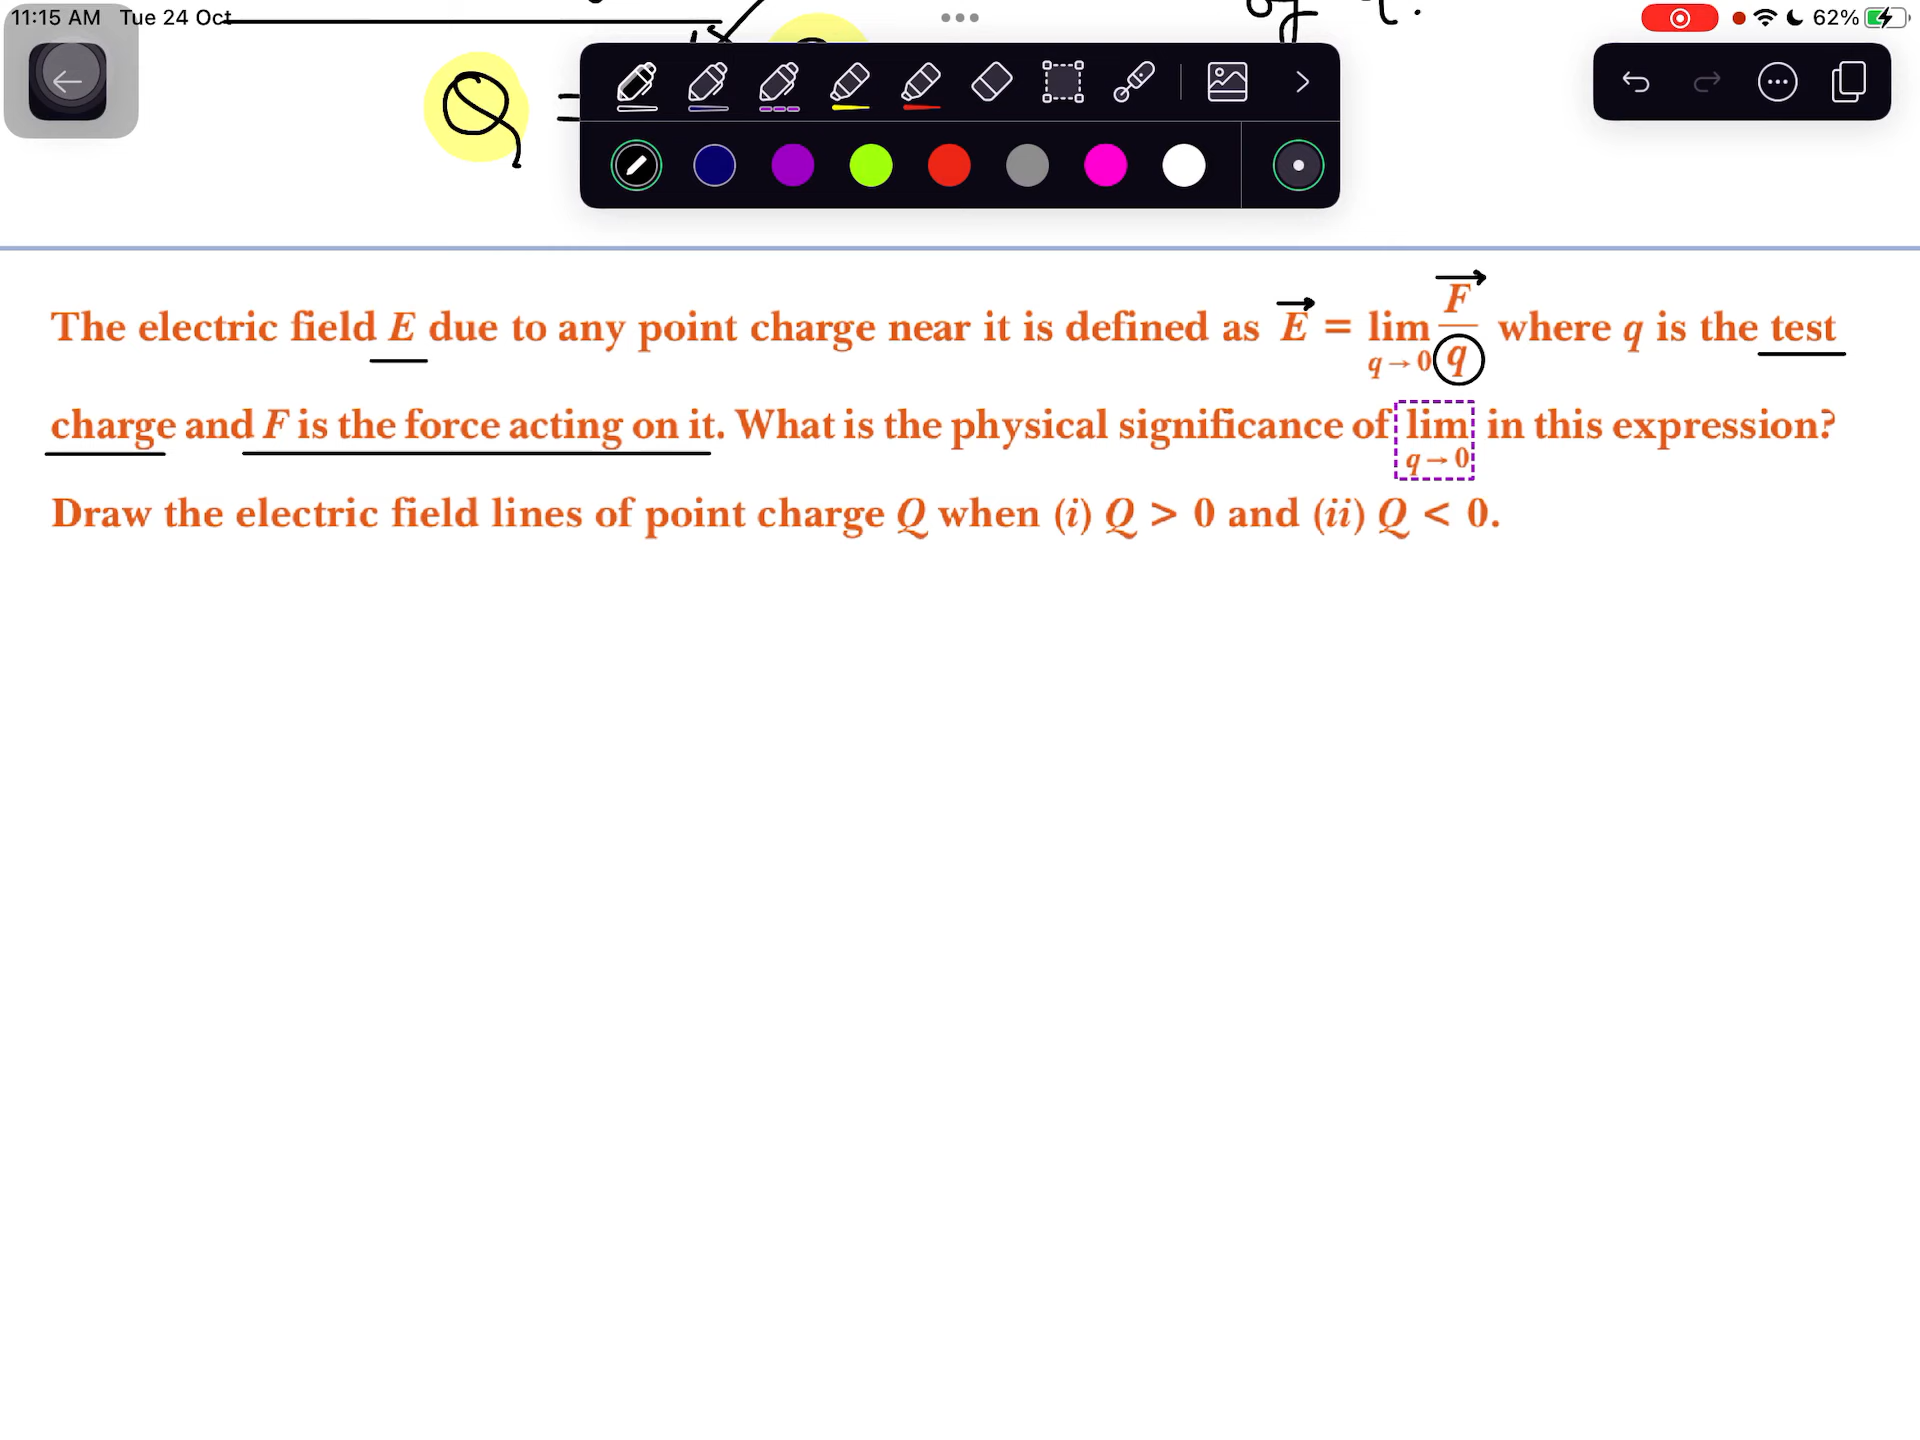 11:15 AM Tue 24 Oct 62%
of q.
Q =
The electric field E due to any point charge near it is defined as E = lim q→0 F/q where q is the test
charge and F is the force acting on it. What is the physical significance of lim q→0 in this expression?
Draw the electric field lines of point charge Q when (i) Q > 0 and (ii) Q < 0.